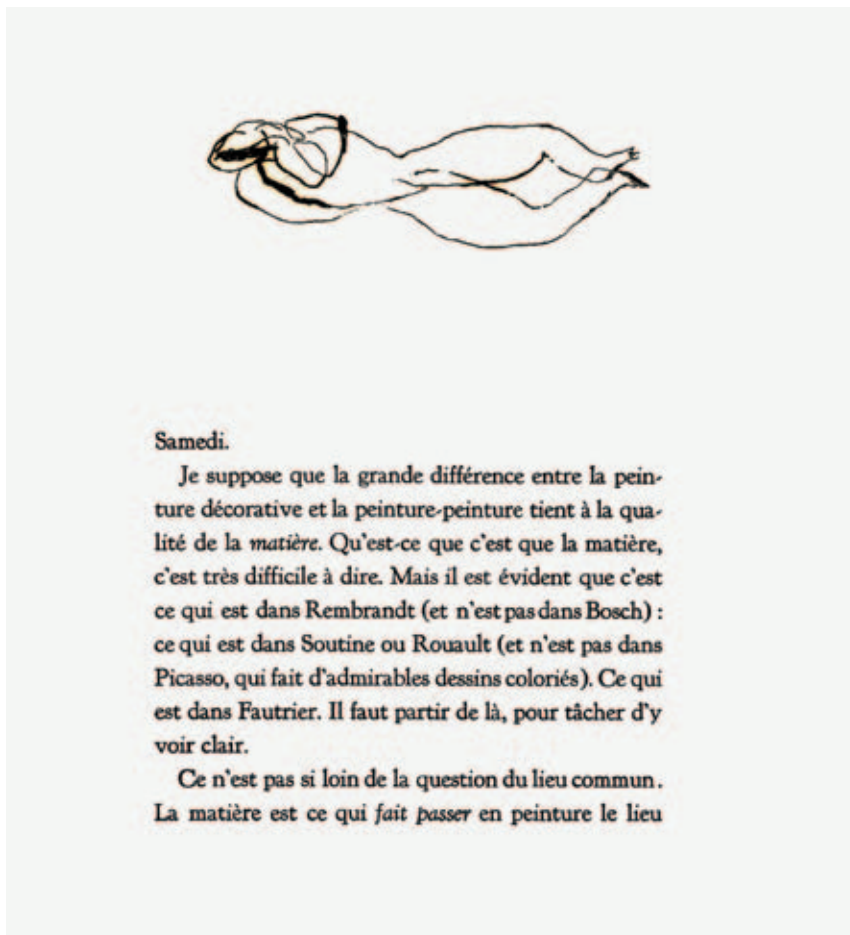 Samedi.
Je suppose que la grande différence entre la pein-
ture décorative et la peinture-peinture tient à la qua-
lité de la matière. Qu'est-ce que c'est que la matière,
c'est très difficile à dire. Mais il est évident que c'est
ce qui est dans Rembrandt (et n'est pas dans Bosch) :
ce qui est dans Soutine ou Rouault (et n'est pas dans
Picasso, qui fait d'admirables dessins coloriés). Ce qui
est dans Fautrier. Il faut partir de là, pour tâcher d'y
voir clair.
Ce n'est pas si loin de la question du lieu commun.
La matière est ce qui fait passer en peinture le lieu